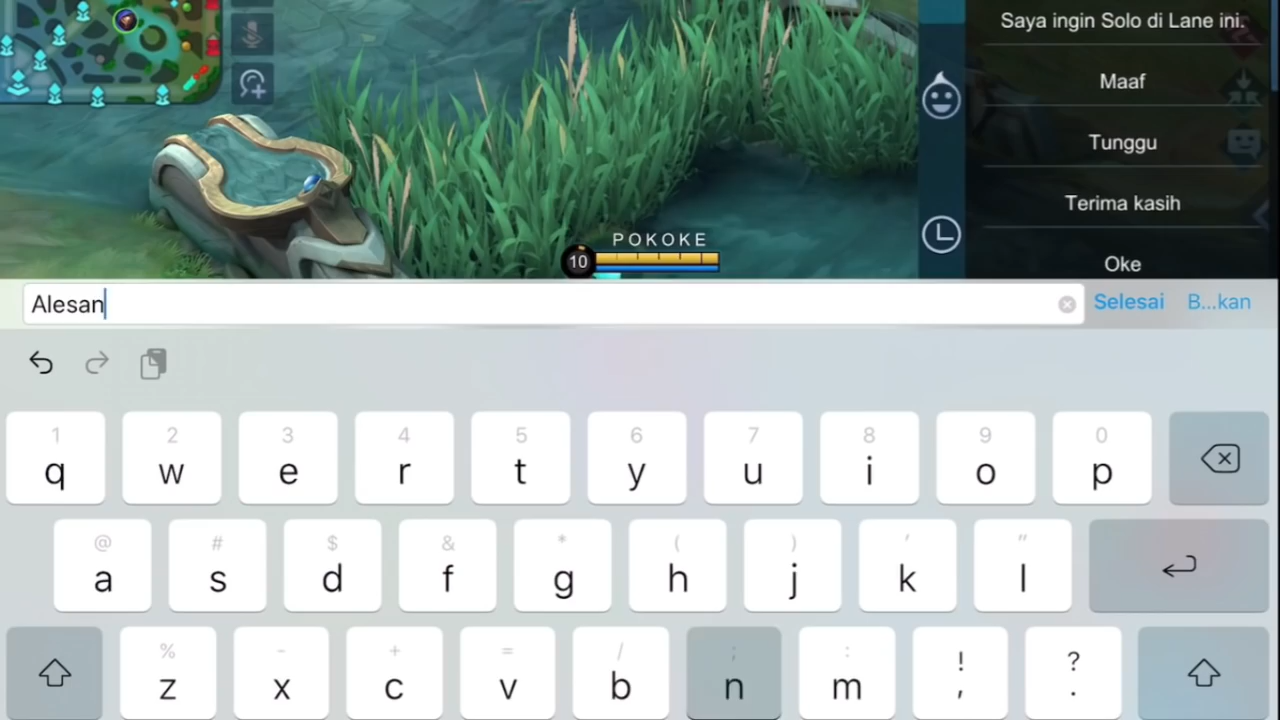 Saya ingin Solo di Lane ini.
Maaf
Tunggu
Terima kasih
Oke
POKOKE
10
Alesan
Selesai B...kan
1 2 3 4 5 6 7 8 9 0
q w e r t y u i o p
@ # $ & * ( ) ' "
a s d f g h j k l
% - + = / ; : ! ?
z x c v b n m , .